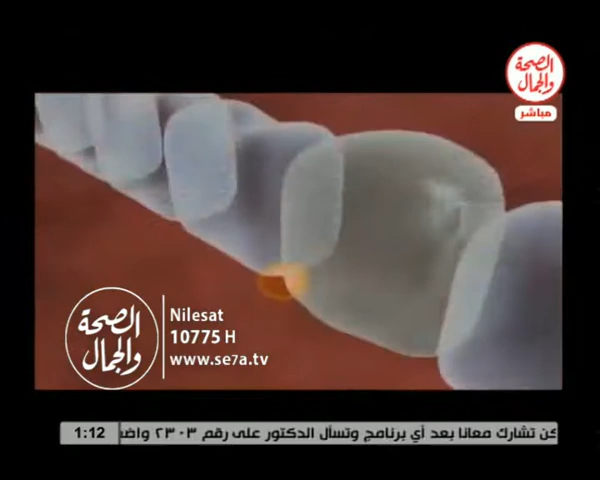 الصحة
والجمال
مباشر
الصحة
والجمال
Nilesat
10775 H
www.se7a.tv
كن تشارك معانا بعد أي برنامج وتسأل الدكتور على رقم ٢٣٠٣ واض
1:12